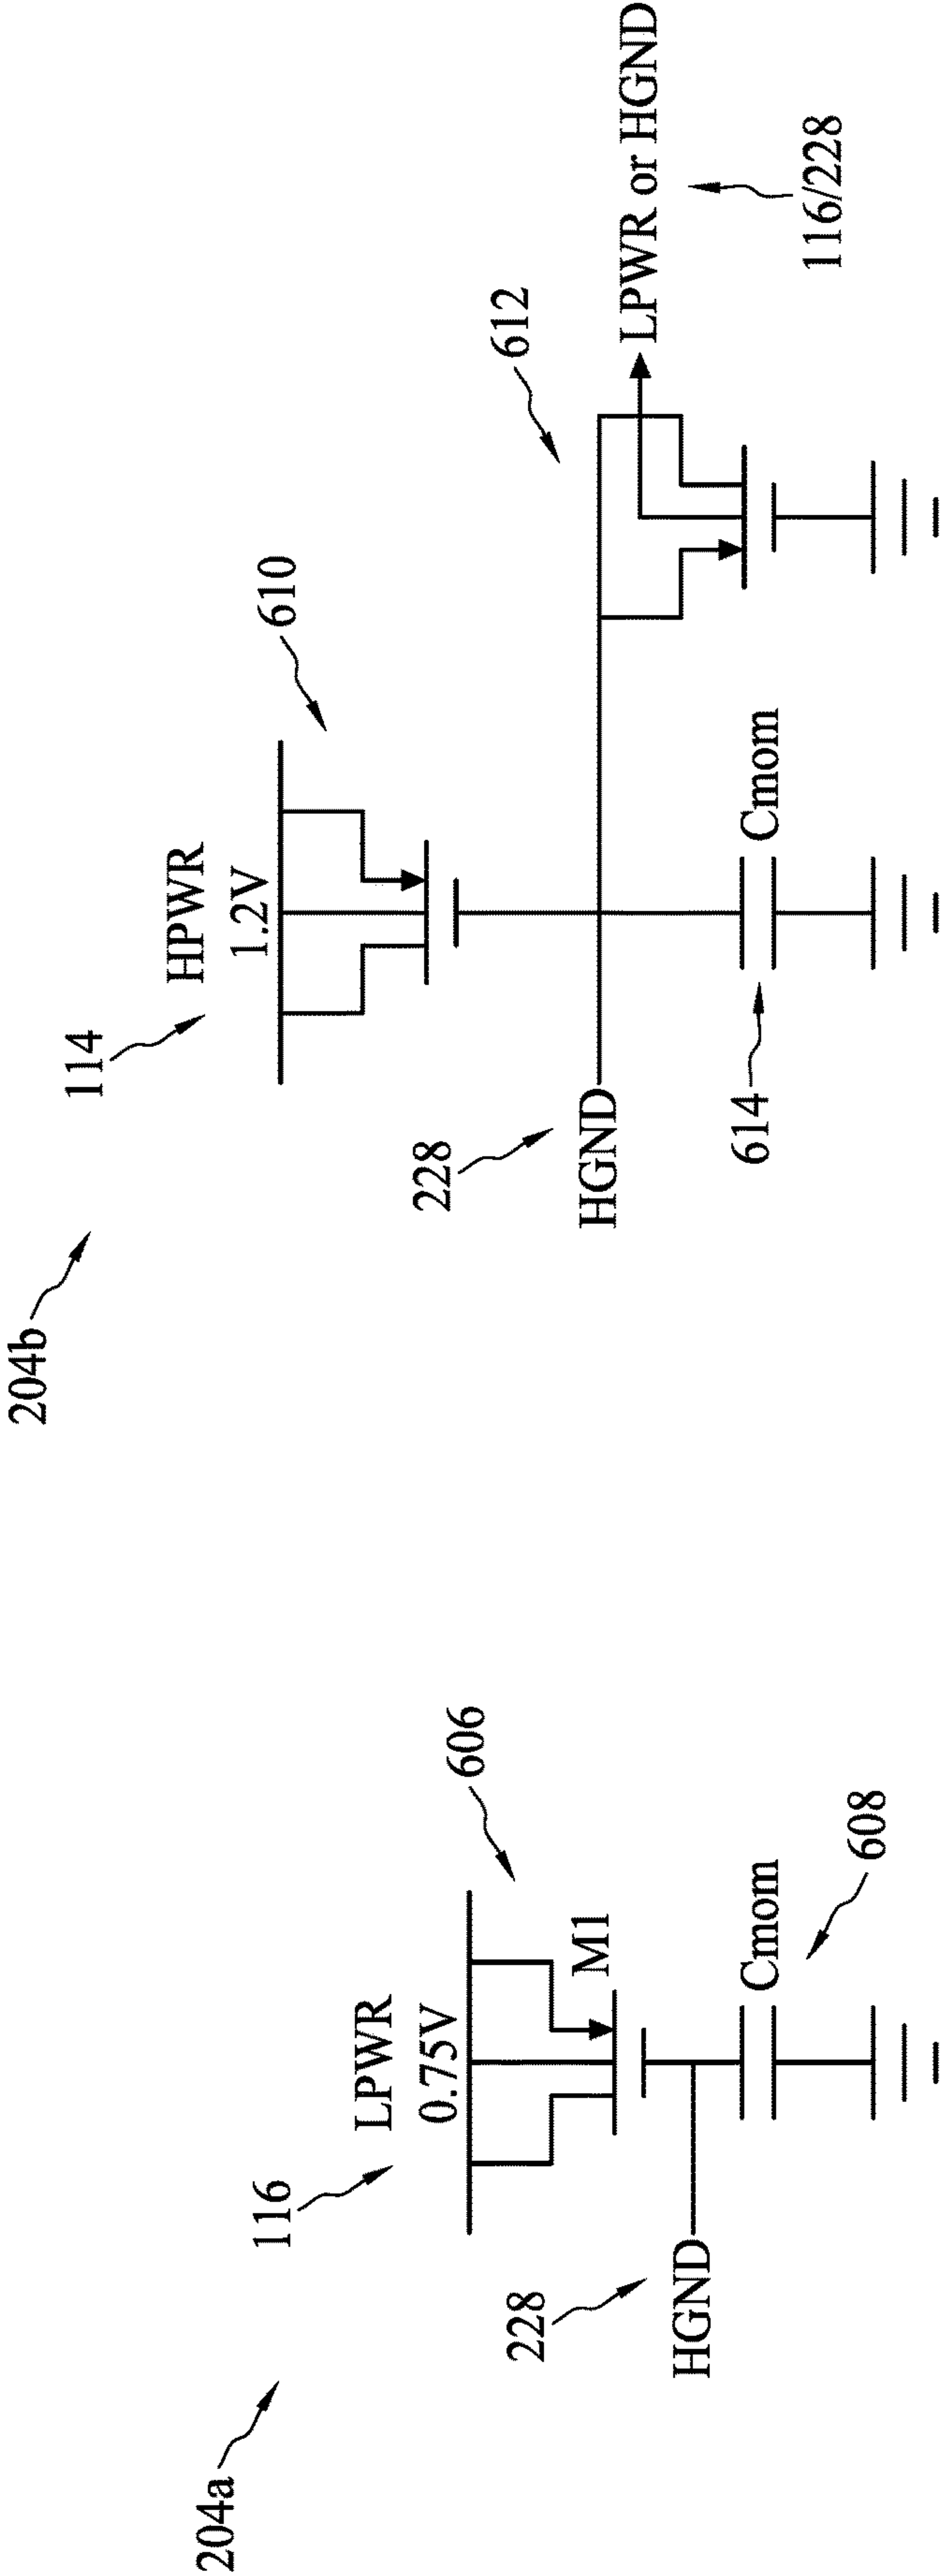 204a
116
LPWR
0.75V
606
M1
228
HGND
Cmom
608
204b
114
HPWR
1.2V
610
228
HGND
612
LPWR or HGND
116/228
614
Cmom